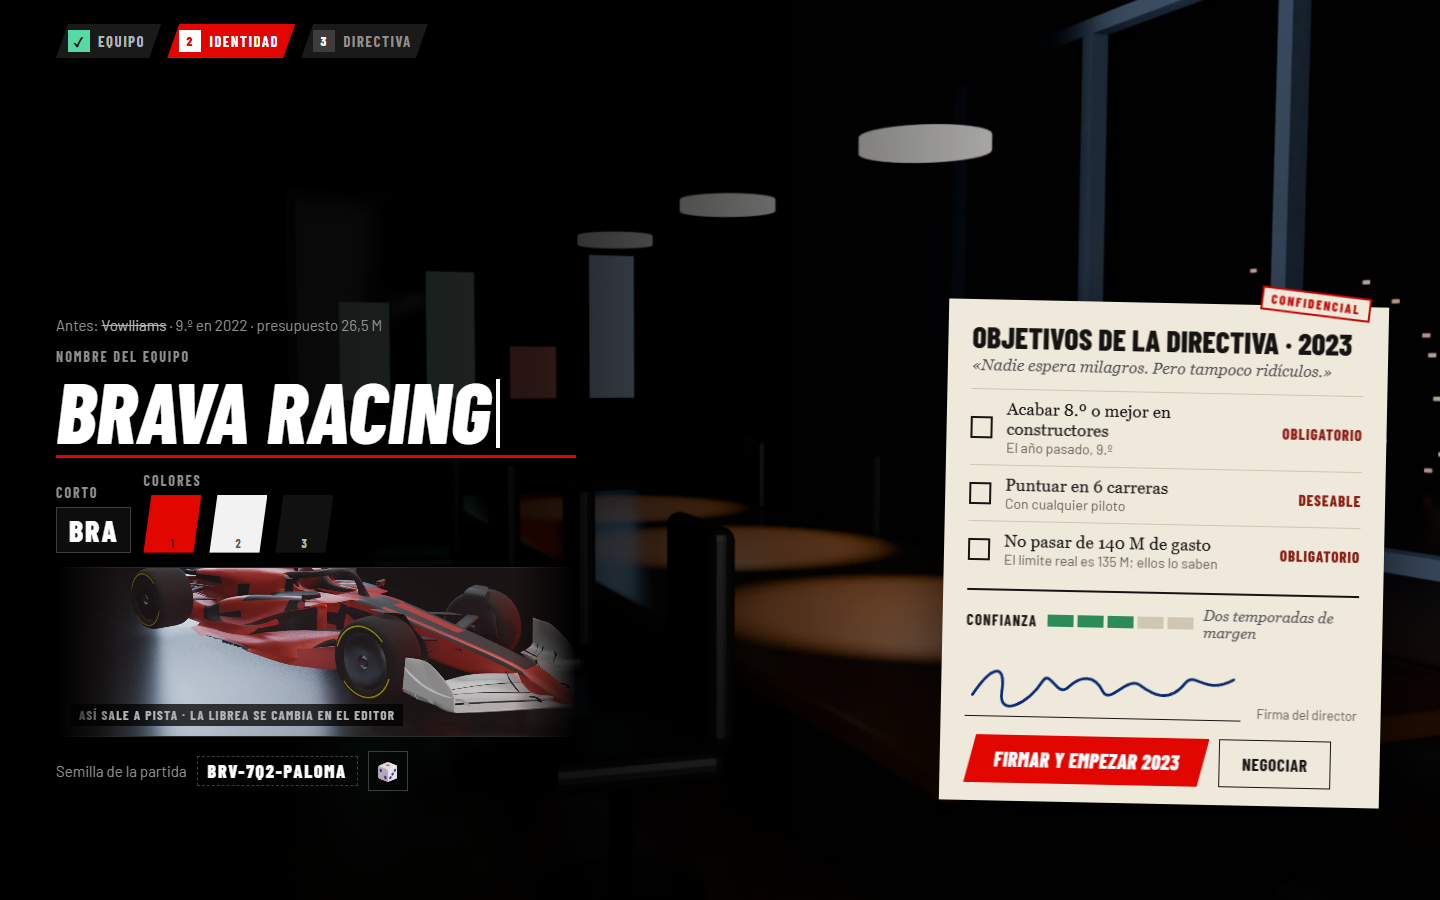 ✓ EQUIPO
2 IDENTIDAD
3 DIRECTIVA
Antes: Vowlliams · 9.º en 2022 · presupuesto 26,5 M
NOMBRE DEL EQUIPO
BRAVA RACING
CORTO
COLORES
BRA
1
2
3
ASÍ SALE A PISTA · LA LIBREA SE CAMBIA EN EL EDITOR
Semilla de la partida
BRV-7Q2-PALOMA
CONFIDENCIAL
OBJETIVOS DE LA DIRECTIVA · 2023
«Nadie espera milagros. Pero tampoco ridículos.»
Acabar 8.º o mejor en
constructores
El año pasado, 9.º
OBLIGATORIO
Puntuar en 6 carreras
Con cualquier piloto
DESEABLE
No pasar de 140 M de gasto
El límite real es 135 M; ellos lo saben
OBLIGATORIO
CONFIANZA
Dos temporadas de
margen
Firma del director
FIRMAR Y EMPEZAR 2023
NEGOCIAR